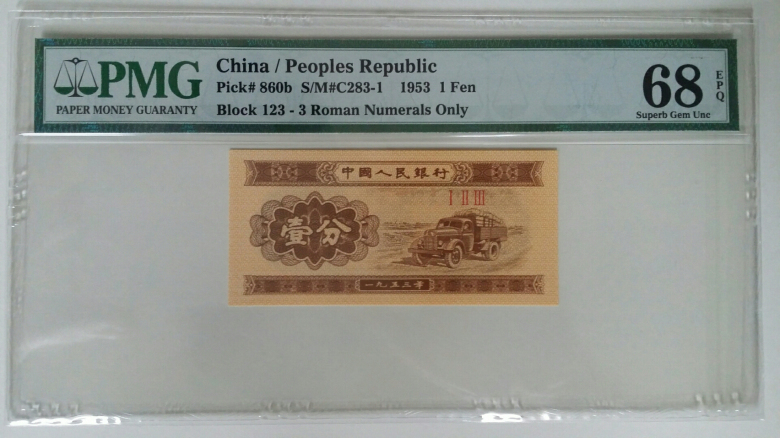 PMG
PAPER MONEY GUARANTY
China / Peoples Republic
Pick# 860b S/M#C283-1 1953 1 Fen
Block 123 - 3 Roman Numerals Only
68 EPQ
Superb Gem Unc
中國人民銀行
I II III
壹分
一九五三年